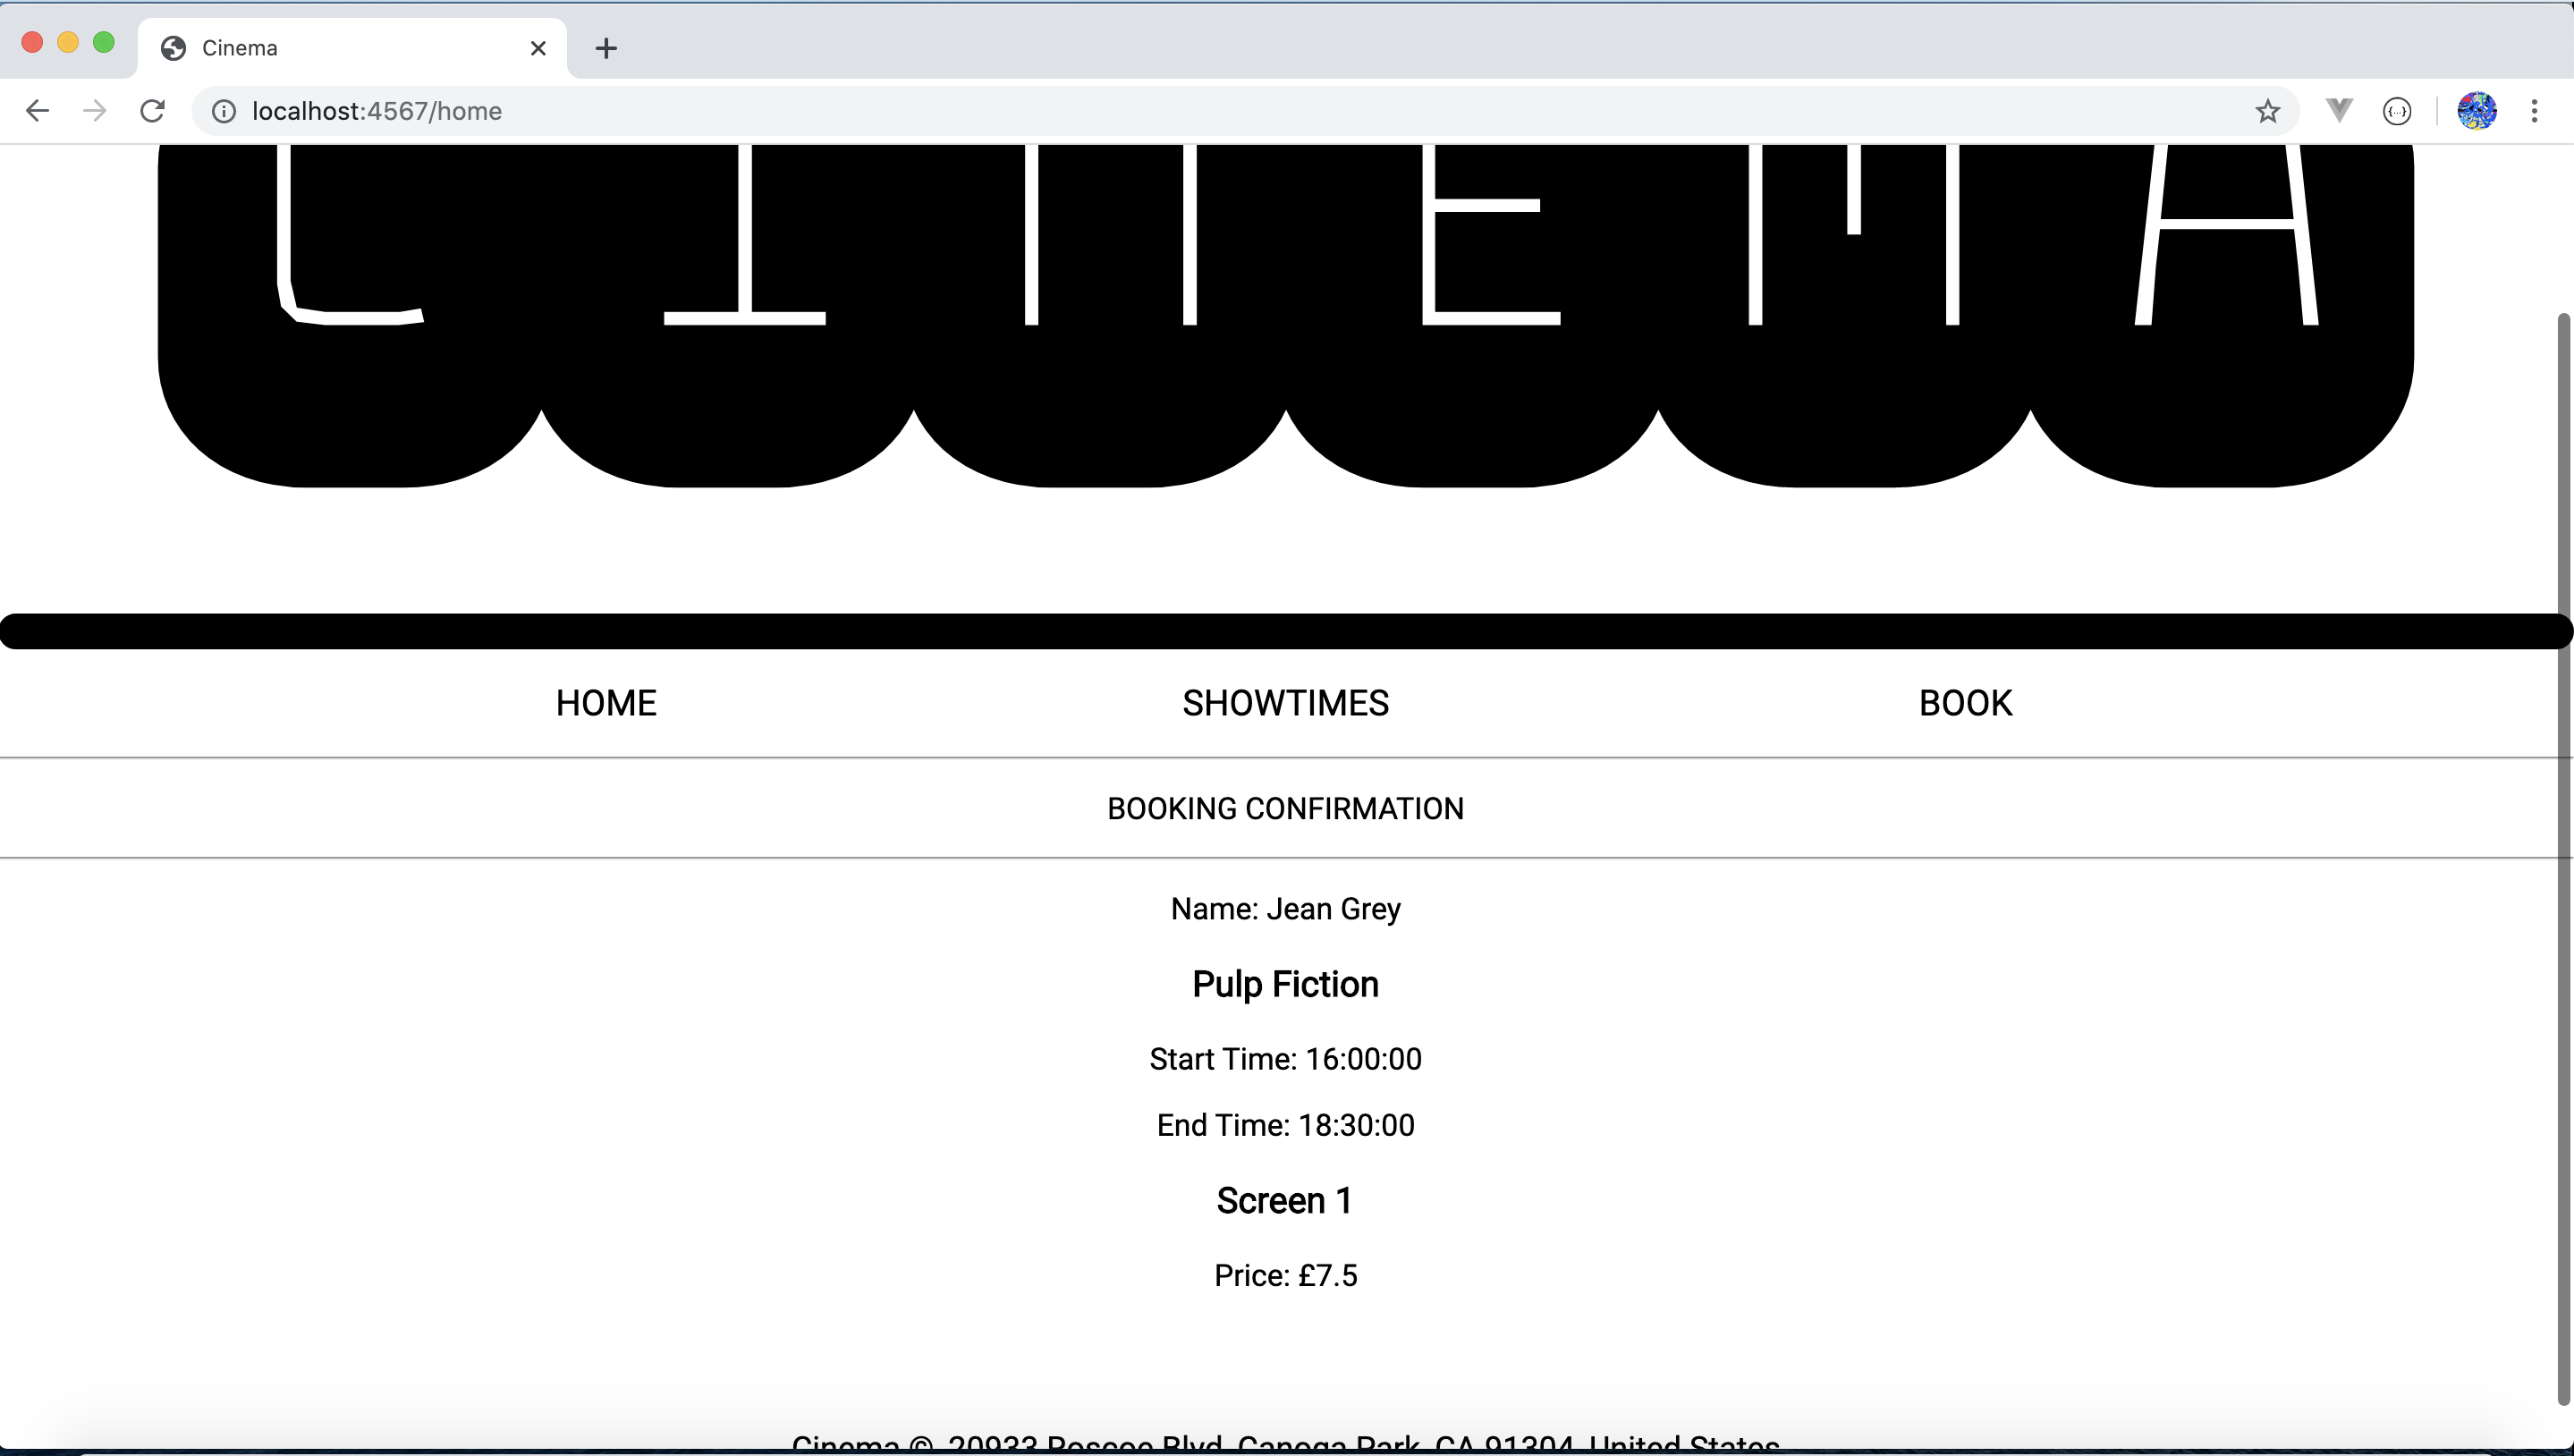 Cinema
localhost:4567/home
CINEMA
HOME SHOWTIMES BOOK
BOOKING CONFIRMATION
Name: Jean Grey
Pulp Fiction
Start Time: 16:00:00
End Time: 18:30:00
Screen 1
Price: £7.5
Cinema ©, 20933 Roscoe Blvd, Canoga Park, CA 91304, United States